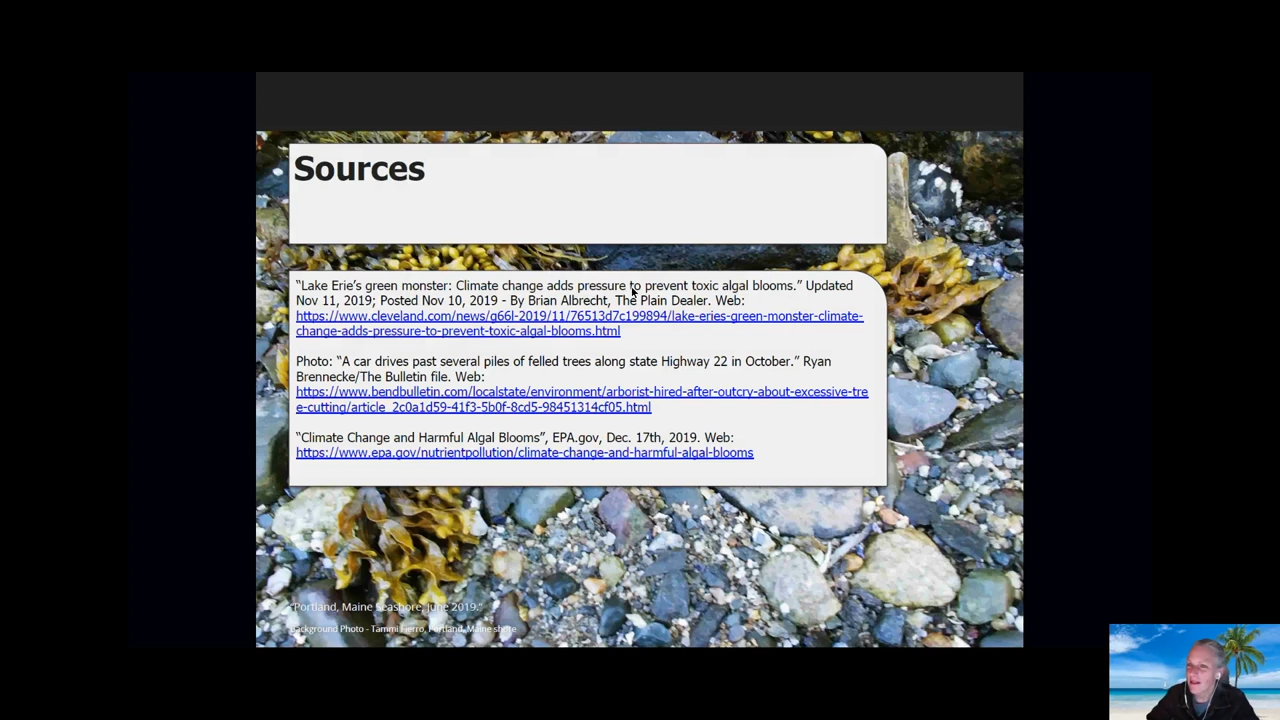 Sources
“Lake Erie’s green monster: Climate change adds pressure to prevent toxic algal blooms.” Updated
Nov 11, 2019; Posted Nov 10, 2019 - By Brian Albrecht, The Plain Dealer. Web:
https://www.cleveland.com/news/g66l-2019/11/76513d7c199894/lake-eries-green-monster-climate-
change-adds-pressure-to-prevent-toxic-algal-blooms.html
Photo: “A car drives past several piles of felled trees along state Highway 22 in October.” Ryan
Brennecke/The Bulletin file. Web:
https://www.bendbulletin.com/localstate/environment/arborist-hired-after-outcry-about-excessive-tre
e-cutting/article_2c0a1d59-41f3-5b0f-8cd5-98451314cf05.html
“Climate Change and Harmful Algal Blooms”, EPA.gov, Dec. 17th, 2019. Web:
https://www.epa.gov/nutrientpollution/climate-change-and-harmful-algal-blooms
“Portland, Maine Seashore, June 2019.”
Background Photo - Tammi Fierro, Portland, Maine shore